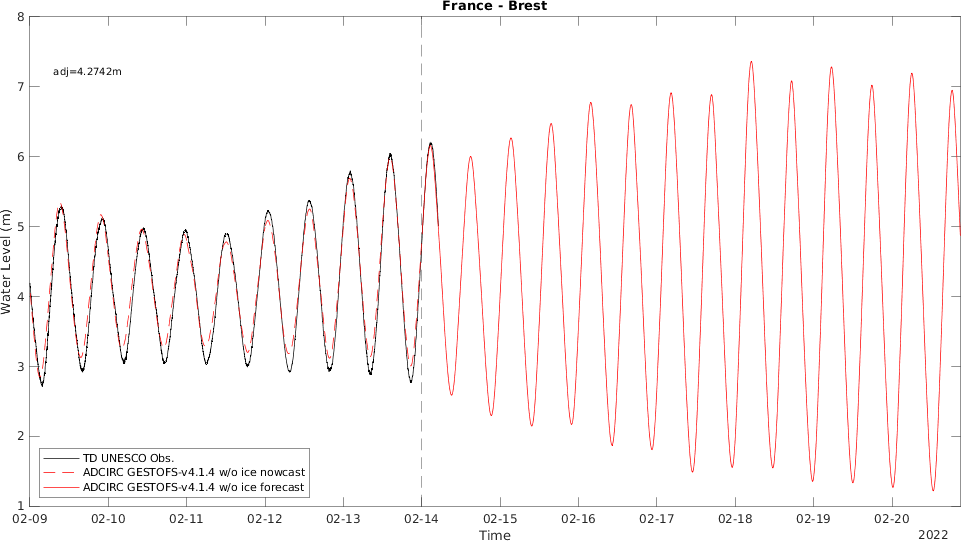 France - Brest
8
adj=4.2742m
7
6
5
4
3
2
1
Water Level (m)
TD UNESCO Obs.
ADCIRC GESTOFS-v4.1.4 w/o ice nowcast
ADCIRC GESTOFS-v4.1.4 w/o ice forecast
02-09 02-10 02-11 02-12 02-13 02-14 02-15 02-16 02-17 02-18 02-19 02-20
Time
2022